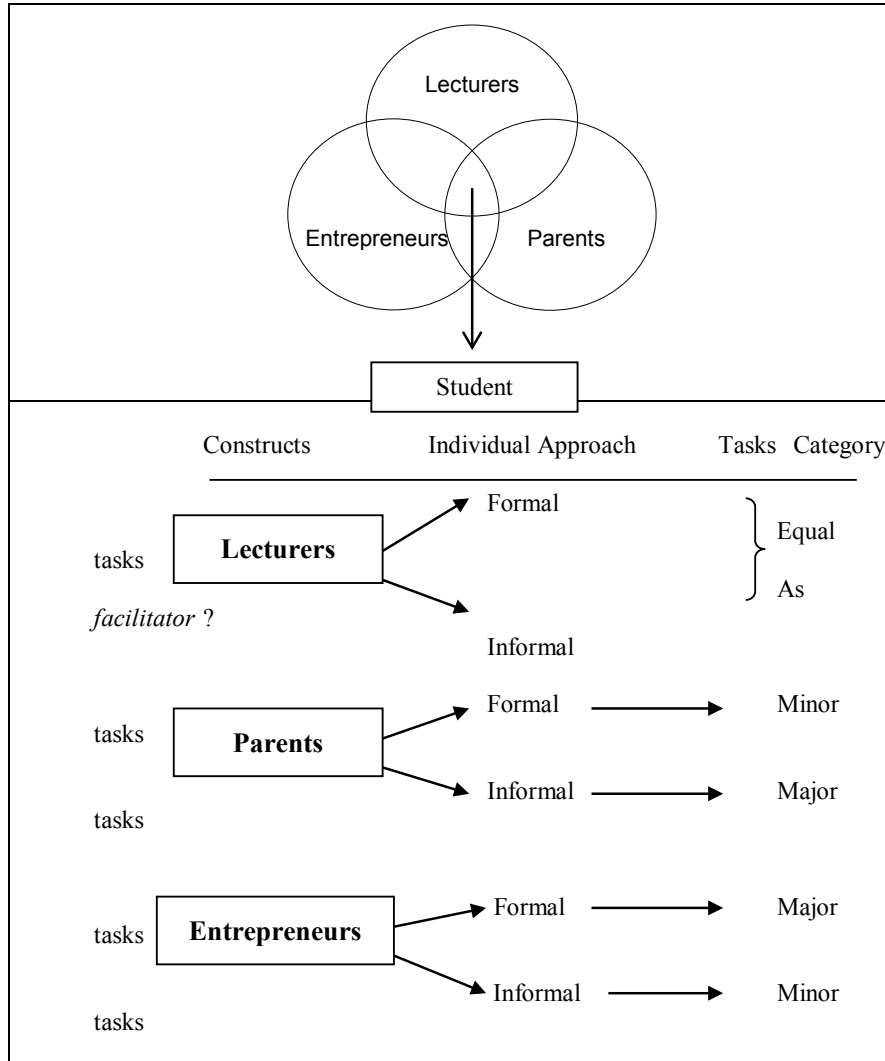 Lecturers
Entrepreneurs Parents
Student
Constructs Individual Approach Tasks Category
Formal
Equal
Lecturers
tasks
As
facilitator ?
Informal
Formal Minor
tasks
Parents
Informal Major
tasks
Formal Major
tasks
Entrepreneurs
Informal Minor
tasks